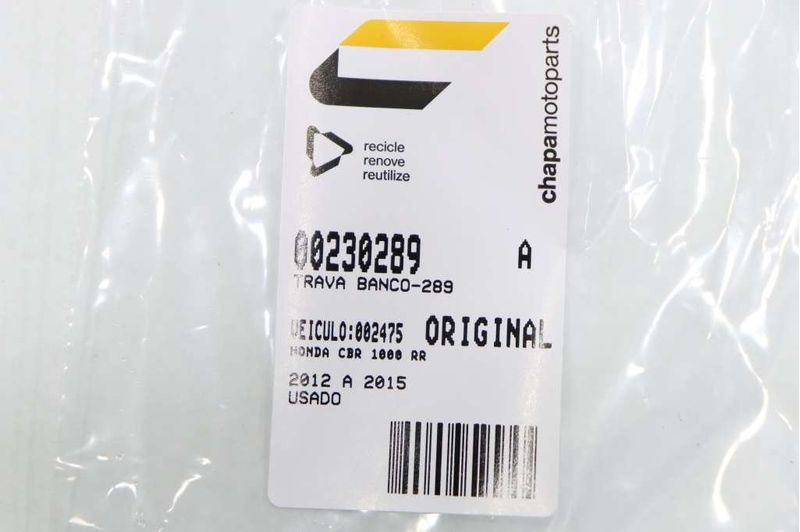 chapamotoparts
recicle
renove
reutilize
00230289 A
TRAVA BANCO-289
VEICULO:002475 ORIGINAL
HONDA CBR 1000 RR
2012 A 2015
USADO